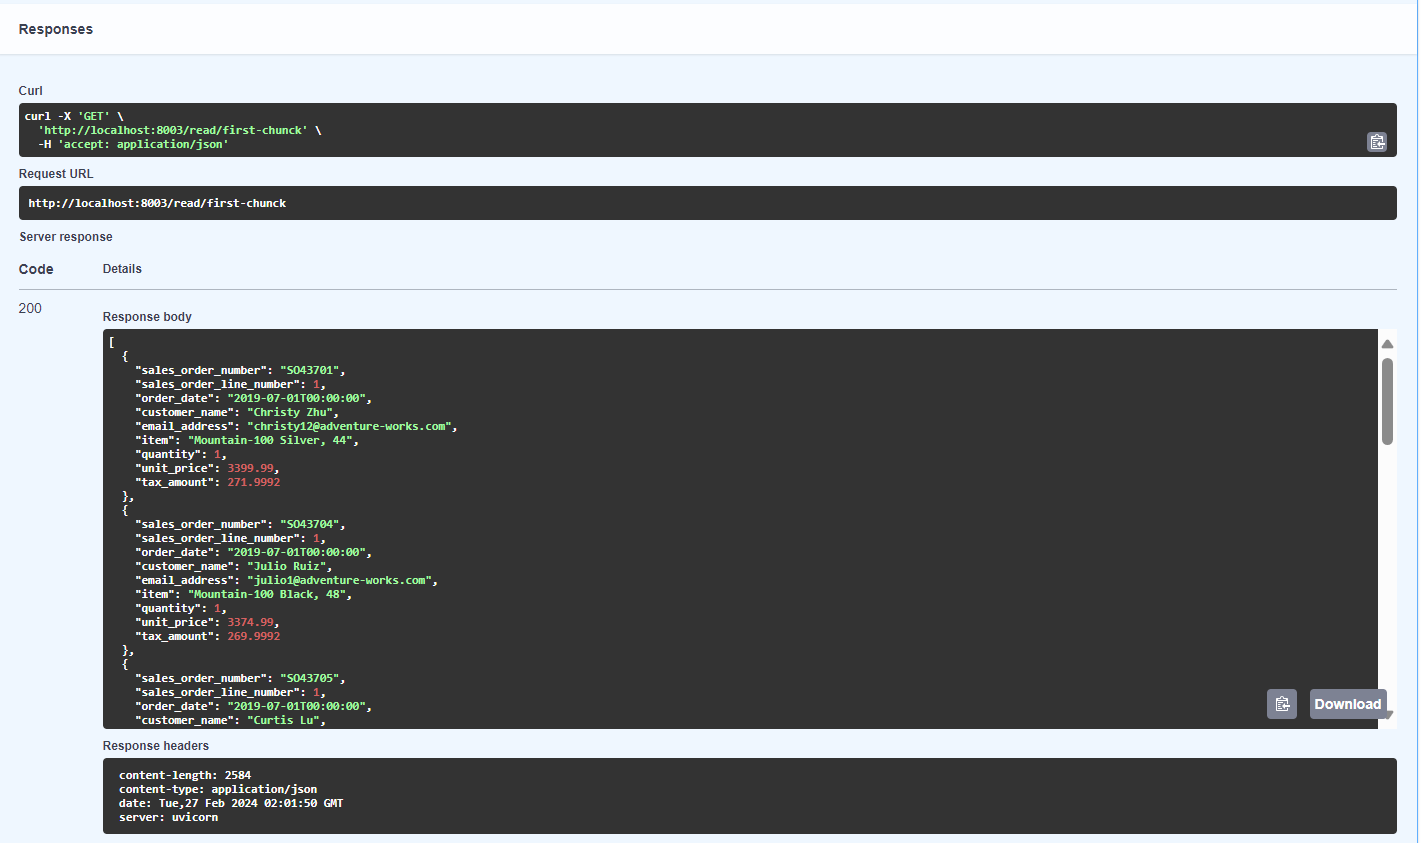 Responses
Curl
curl -X 'GET' \
  'http://localhost:8003/read/first-chunck' \
  -H 'accept: application/json'
Request URL
http://localhost:8003/read/first-chunck
Server response
Code Details
200
Response body
[
  {
    "sales_order_number": "SO43701",
    "sales_order_line_number": 1,
    "order_date": "2019-07-01T00:00:00",
    "customer_name": "Christy Zhu",
    "email_address": "christy12@adventure-works.com",
    "item": "Mountain-100 Silver, 44",
    "quantity": 1,
    "unit_price": 3399.99,
    "tax_amount": 271.9992
  },
  {
    "sales_order_number": "SO43704",
    "sales_order_line_number": 1,
    "order_date": "2019-07-01T00:00:00",
    "customer_name": "Julio Ruiz",
    "email_address": "julio1@adventure-works.com",
    "item": "Mountain-100 Black, 48",
    "quantity": 1,
    "unit_price": 3374.99,
    "tax_amount": 269.9992
  },
  {
    "sales_order_number": "SO43705",
    "sales_order_line_number": 1,
    "order_date": "2019-07-01T00:00:00",
    "customer_name": "Curtis Lu",
Download
Response headers
content-length: 2584
content-type: application/json
date: Tue,27 Feb 2024 02:01:50 GMT
server: uvicorn